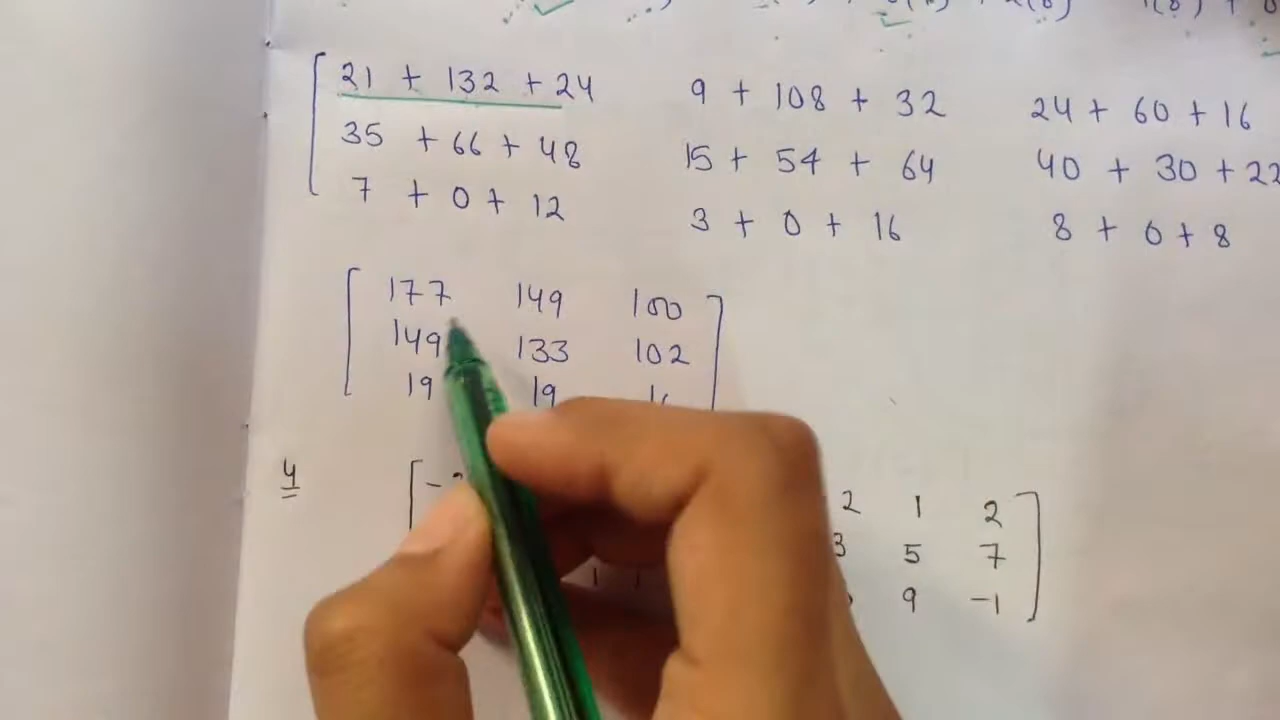 21 + 132 + 24 9 + 108 + 32 24 + 60 + 16
35 + 66 + 48 15 + 54 + 64 40 + 30 + 22
7 + 0 + 12 3 + 0 + 16 8 + 0 + 8
177 149 100
149 133 102
19 19
4
2 1 2
3 5 7
9 -1